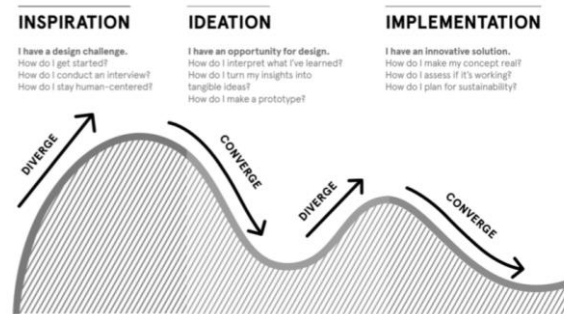 INSPIRATION
I have a design challenge.
How do I get started?
How do I conduct an interview?
How do I stay human-centered?
IDEATION
I have an opportunity for design.
How do I interpret what I've learned?
How do I turn my insights into
tangible ideas?
How do I make a prototype?
IMPLEMENTATION
I have an innovative solution.
How do I make my concept real?
How do I assess if it's working?
How do I plan for sustainability?
DIVERGE
CONVERGE
DIVERGE
CONVERGE